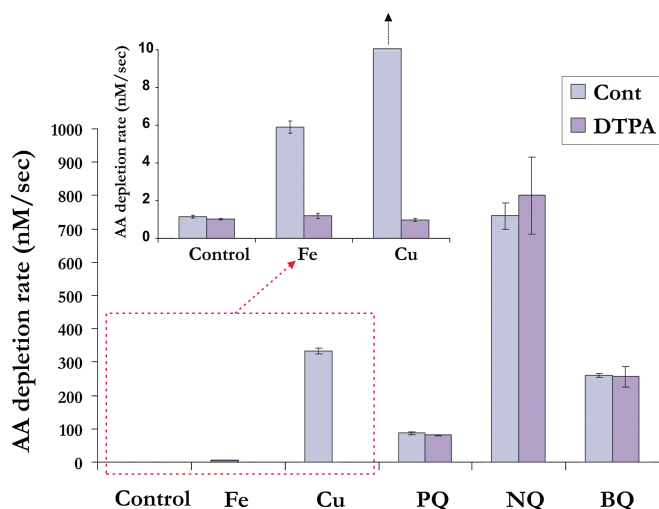 10
8
6
4
2
0
AA depletion rate (nM/sec)
Control Fe Cu
Cont
DTPA
1000
900
800
700
600
500
400
300
200
100
0
AA depletion rate (nM/sec)
Control Fe Cu PQ NQ BQ